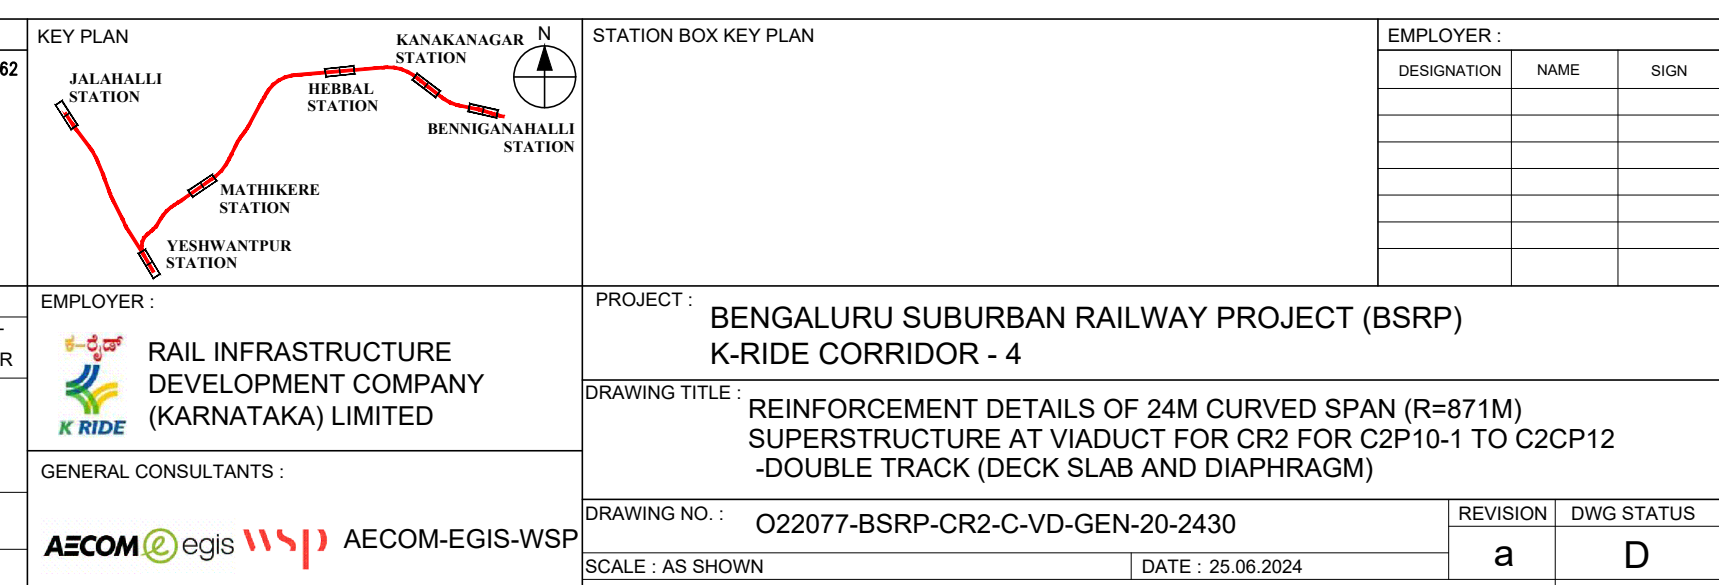 62
KEY PLAN
KANAKANAGAR
STATION
N
JALAHALLI
STATION
HEBBAL
STATION
BENNIGANAHALLI
STATION
MATHIKERE
STATION
YESHWANTPUR
STATION
STATION BOX KEY PLAN
EMPLOYER :
DESIGNATION NAME SIGN
R
EMPLOYER :
ಕ-ರೈಡ್
K RIDE
RAIL INFRASTRUCTURE
DEVELOPMENT COMPANY
(KARNATAKA) LIMITED
GENERAL CONSULTANTS :
AECOM egis wsp AECOM-EGIS-WSP
PROJECT :
BENGALURU SUBURBAN RAILWAY PROJECT (BSRP)
K-RIDE CORRIDOR - 4
DRAWING TITLE :
REINFORCEMENT DETAILS OF 24M CURVED SPAN (R=871M)
SUPERSTRUCTURE AT VIADUCT FOR CR2 FOR C2P10-1 TO C2CP12
-DOUBLE TRACK (DECK SLAB AND DIAPHRAGM)
DRAWING NO. : O22077-BSRP-CR2-C-VD-GEN-20-2430
REVISION DWG STATUS
a D
SCALE : AS SHOWN DATE : 25.06.2024